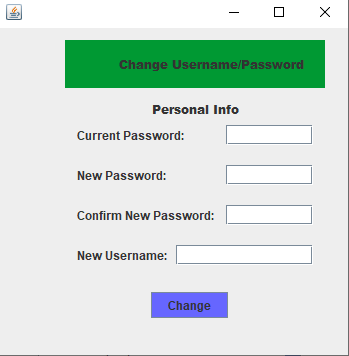 Change Username/Password
Personal Info
Current Password:
New Password:
Confirm New Password:
New Username:
Change